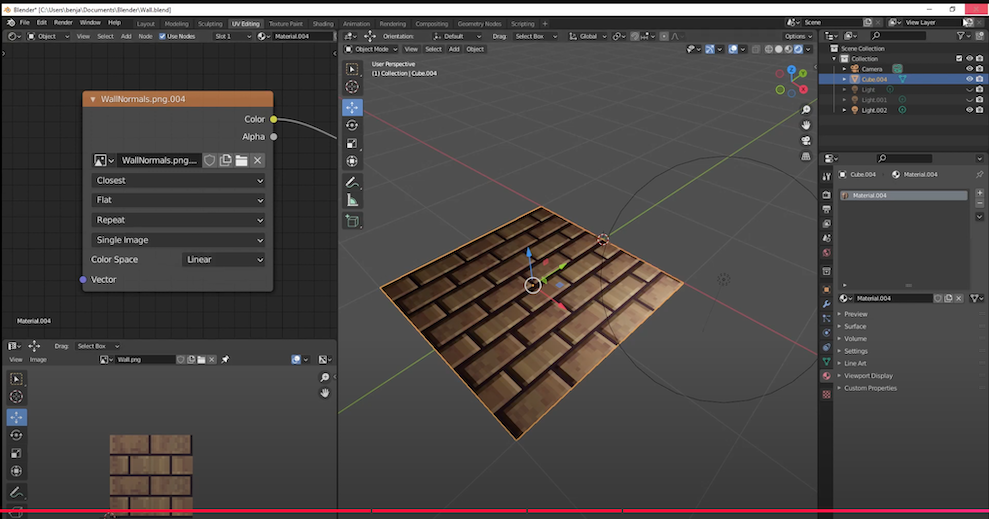 Blender* [C:\Users\benja\Documents\Blender\Wall.blend]
File Edit Render Window Help Layout Modeling Sculpting UV Editing Texture Paint Shading Animation Rendering Compositing Geometry Nodes Scripting + Scene View Layer
Object View Select Add Node Use Nodes Slot 1 Material.004
Orientation: Default Drag: Select Box Global Options
Object Mode View Select Add Object
User Perspective
(1) Collection | Cube.004
Scene Collection
Collection
Camera
Cube.004
Light
Light.001
Light.002
WallNormals.png.004
Color
Alpha
WallNormals.png....
Closest
Flat
Repeat
Single Image
Color Space Linear
Vector
Material.004
Z
Y
X
Cube.004 Material.004
Material.004
Material.004
Preview
Surface
Volume
Settings
Line Art
Viewport Display
Custom Properties
Drag: Select Box
View Image Wall.png